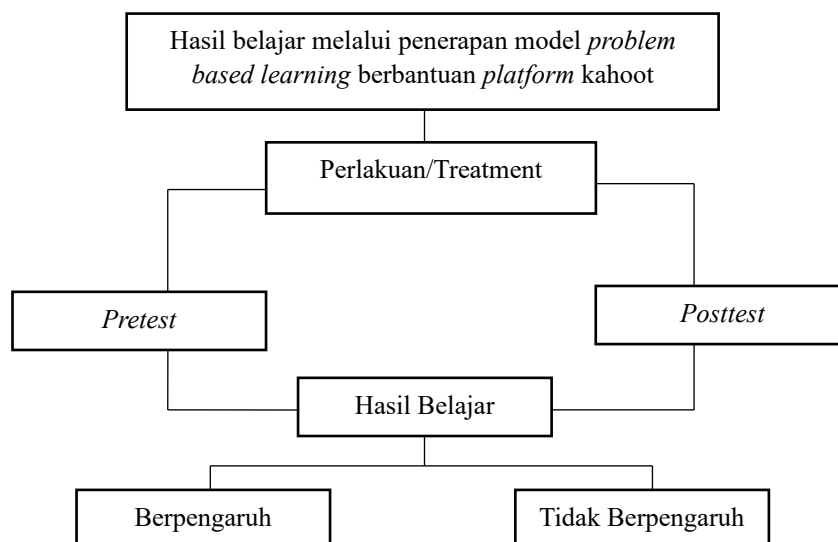 Hasil belajar melalui penerapan model problem
based learning berbantuan platform kahoot
Perlakuan/Treatment
Pretest
Posttest
Hasil Belajar
Berpengaruh
Tidak Berpengaruh